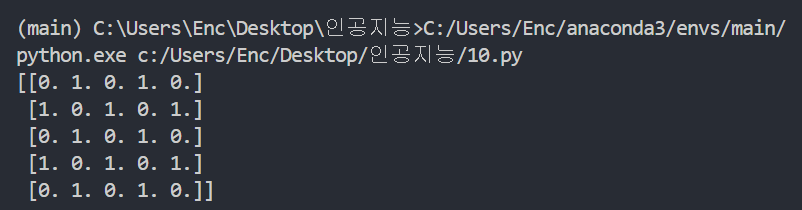 (main) C:\Users\Enc\Desktop\인공지능>C:/Users/Enc/anaconda3/envs/main/
python.exe c:/Users/Enc/Desktop/인공지능/10.py
[[0. 1. 0. 1. 0.]
 [1. 0. 1. 0. 1.]
 [0. 1. 0. 1. 0.]
 [1. 0. 1. 0. 1.]
 [0. 1. 0. 1. 0.]]